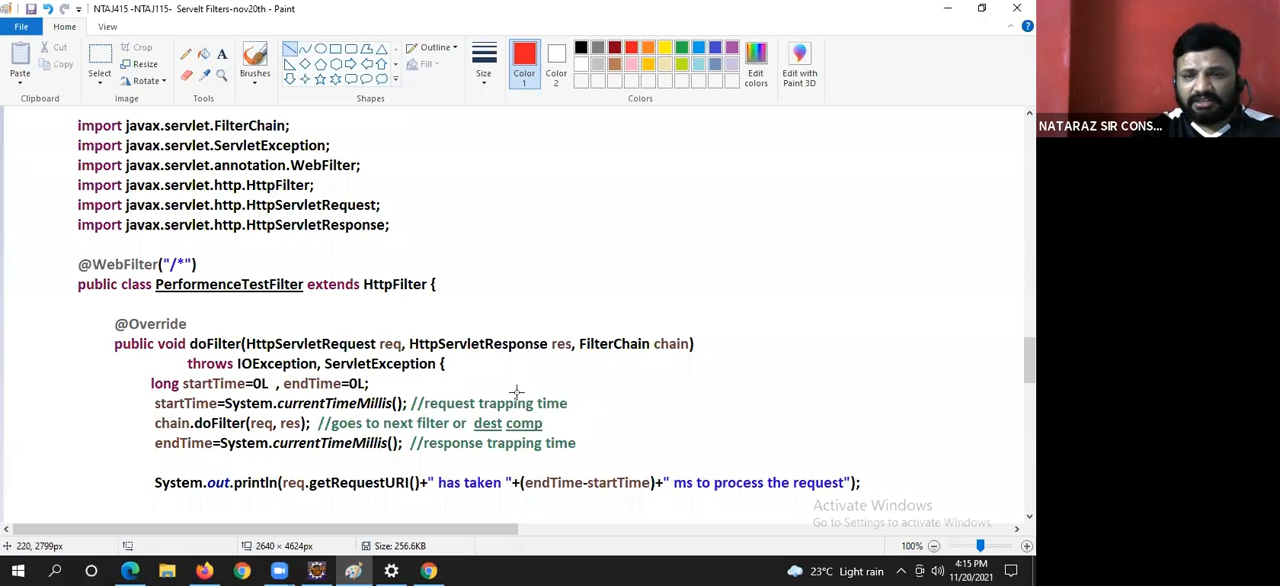 NTAJ415 -NTAJ115- Servelt Filters-nov20th - Paint
File Home View
Paste Cut Copy Clipboard
Select Crop Resize Rotate Image
Tools
Brushes
Outline Fill Shapes
Size
Color 1 Color 2 Edit colors Colors
Edit with Paint 3D
NATARAZ SIR CONS...
import javax.servlet.FilterChain;
import javax.servlet.ServletException;
import javax.servlet.annotation.WebFilter;
import javax.servlet.http.HttpFilter;
import javax.servlet.http.HttpServletRequest;
import javax.servlet.http.HttpServletResponse;
@WebFilter("/*")
public class PerformenceTestFilter extends HttpFilter {
@Override
public void doFilter(HttpServletRequest req, HttpServletResponse res, FilterChain chain)
throws IOException, ServletException {
long startTime=0L , endTime=0L;
startTime=System.currentTimeMillis(); //request trapping time
chain.doFilter(req, res); //goes to next filter or dest comp
endTime=System.currentTimeMillis(); //response trapping time
System.out.println(req.getRequestURI()+" has taken "+(endTime-startTime)+" ms to process the request");
Activate Windows
Go to Settings to activate Windows.
220, 2799px 2640 × 4624px Size: 256.6KB 100%
23°C Light rain 4:15 PM
11/20/2021